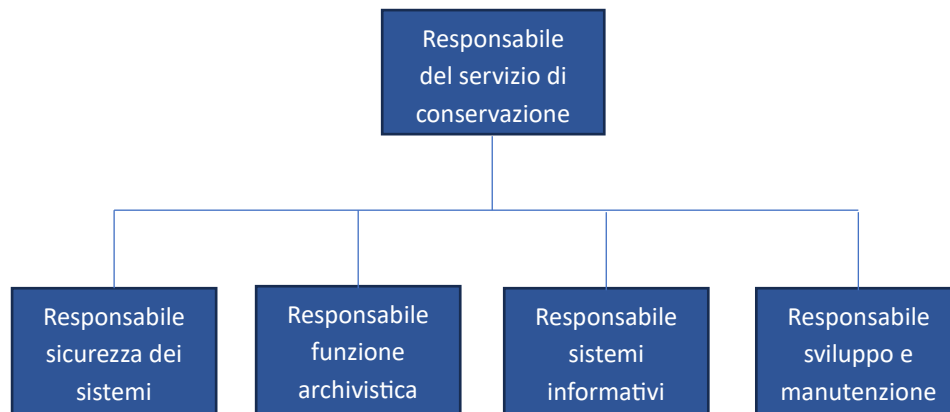 Responsabile
del servizio di
conservazione
Responsabile
sicurezza dei
sistemi
Responsabile
funzione
archivistica
Responsabile
sistemi
informativi
Responsabile
sviluppo e
manutenzione